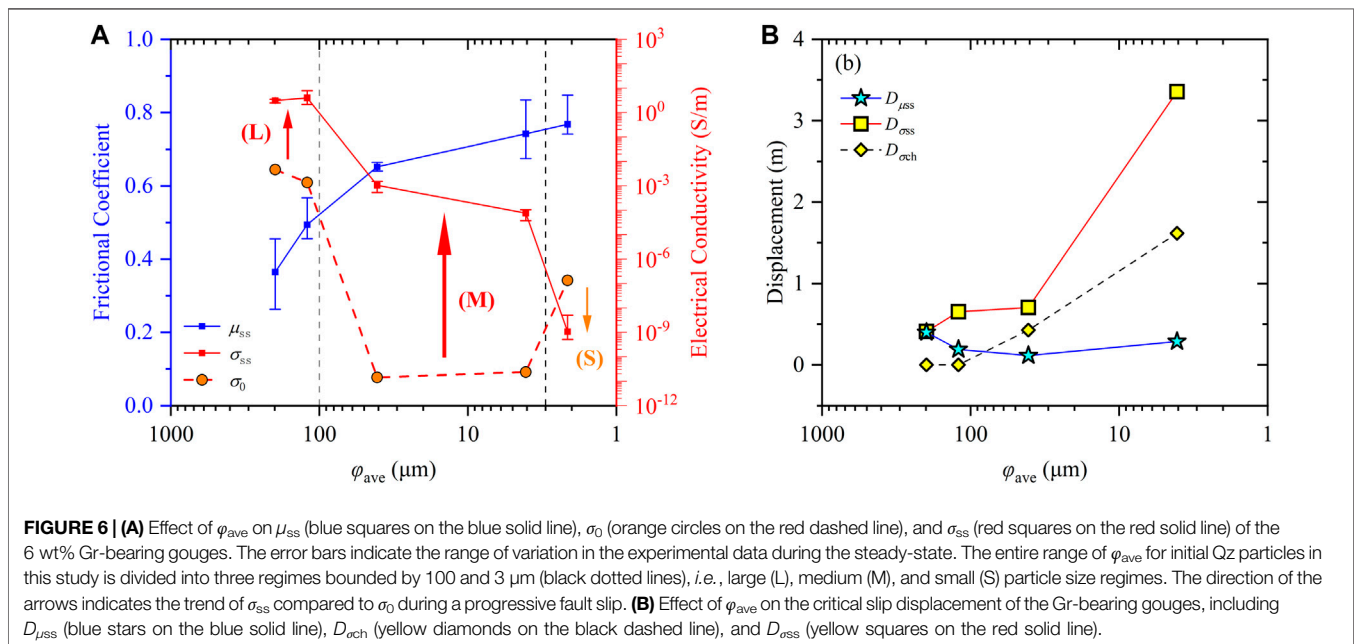 A
B
1.0
0.8
0.6
0.4
0.2
0.0
Frictional Coefficient
(L)
(M)
(S)
μss
σss
σ0
10^3
10^0
10^-3
10^-6
10^-9
10^-12
Electrical Conductivity (S/m)
1000
100
10
1
φave (μm)
(b)
4
3
2
1
0
Displacement (m)
Dμss
Dσss
Dσch
1000
100
10
1
φave (μm)
FIGURE 6 | (A) Effect of φave on μss (blue squares on the blue solid line), σ0 (orange circles on the red dashed line), and σss (red squares on the red solid line) of the
6 wt% Gr-bearing gouges. The error bars indicate the range of variation in the experimental data during the steady-state. The entire range of φave for initial Qz particles in
this study is divided into three regimes bounded by 100 and 3 μm (black dotted lines), i.e., large (L), medium (M), and small (S) particle size regimes. The direction of the
arrows indicates the trend of σss compared to σ0 during a progressive fault slip. (B) Effect of φave on the critical slip displacement of the Gr-bearing gouges, including
Dμss (blue stars on the blue solid line), Dσch (yellow diamonds on the black dashed line), and Dσss (yellow squares on the red solid line).